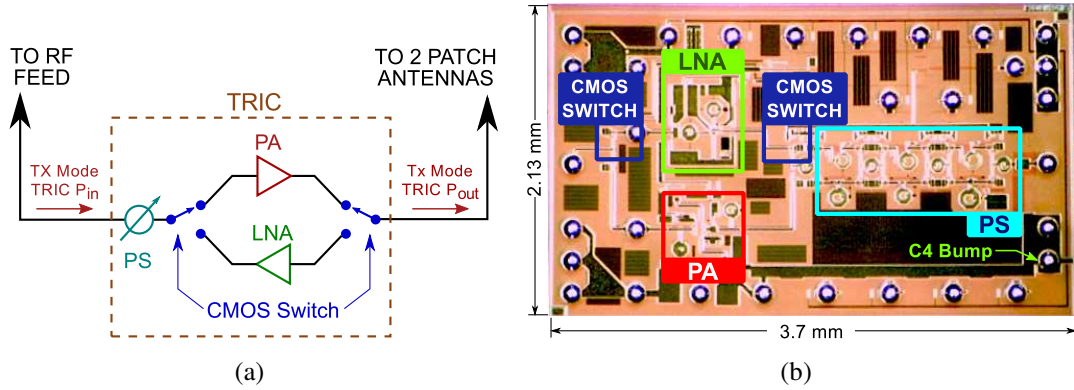 TO RF
FEED
TO 2 PATCH
ANTENNAS
TRIC
PA
TX Mode
TRIC Pin
Tx Mode
TRIC Pout
PS
LNA
CMOS Switch
(a)
LNA
CMOS
SWITCH
CMOS
SWITCH
PS
PA
C4 Bump
2.13 mm
3.7 mm
(b)